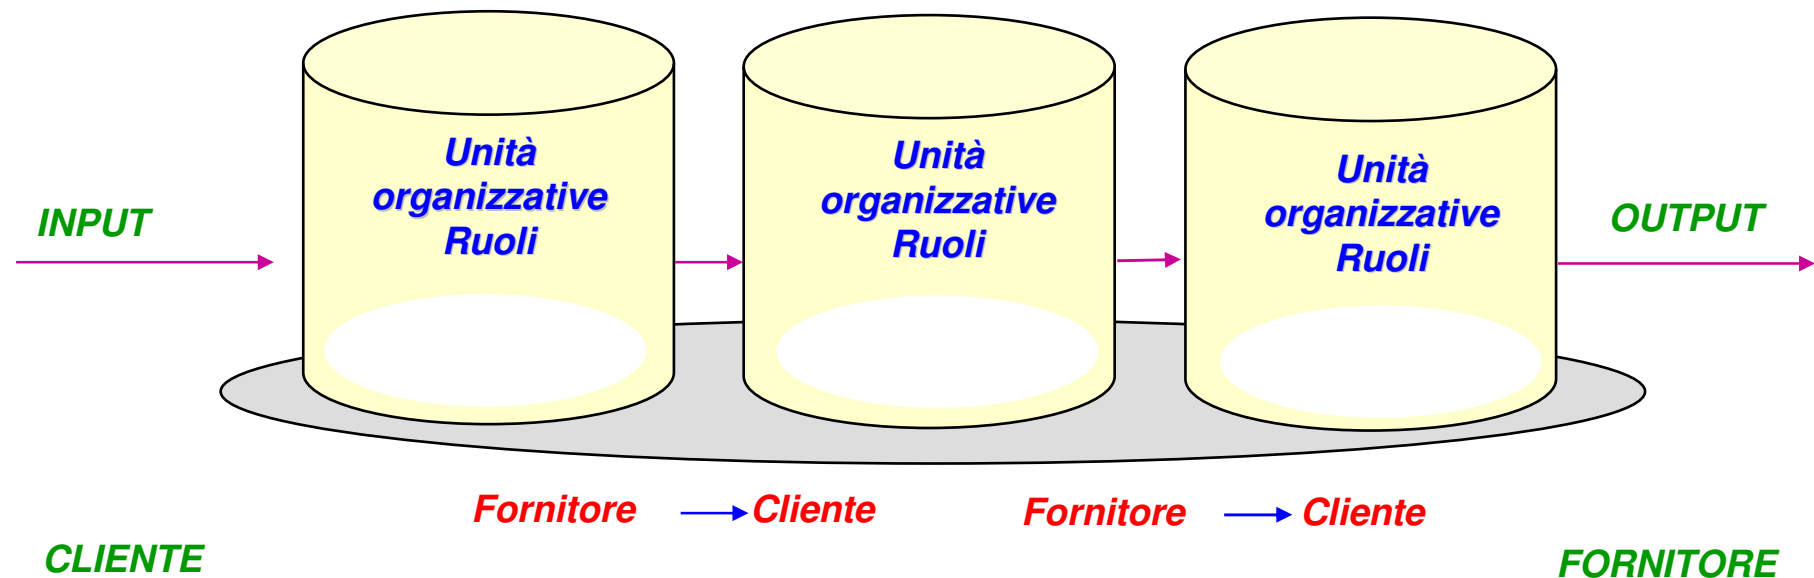 INPUT
Unità
organizzative
Ruoli
Unità
organizzative
Ruoli
Unità
organizzative
Ruoli
OUTPUT
Fornitore
Cliente
Fornitore
Cliente
CLIENTE
FORNITORE